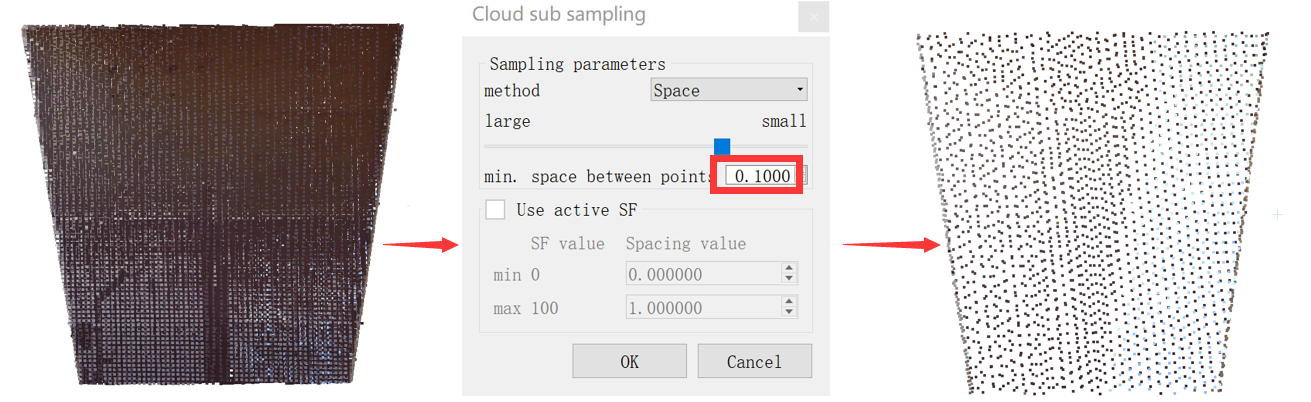 Cloud sub sampling
Sampling parameters
method Space
large small
min. space between points 0.1000
Use active SF
SF value Spacing value
min 0 0.000000
max 100 1.000000
OK Cancel